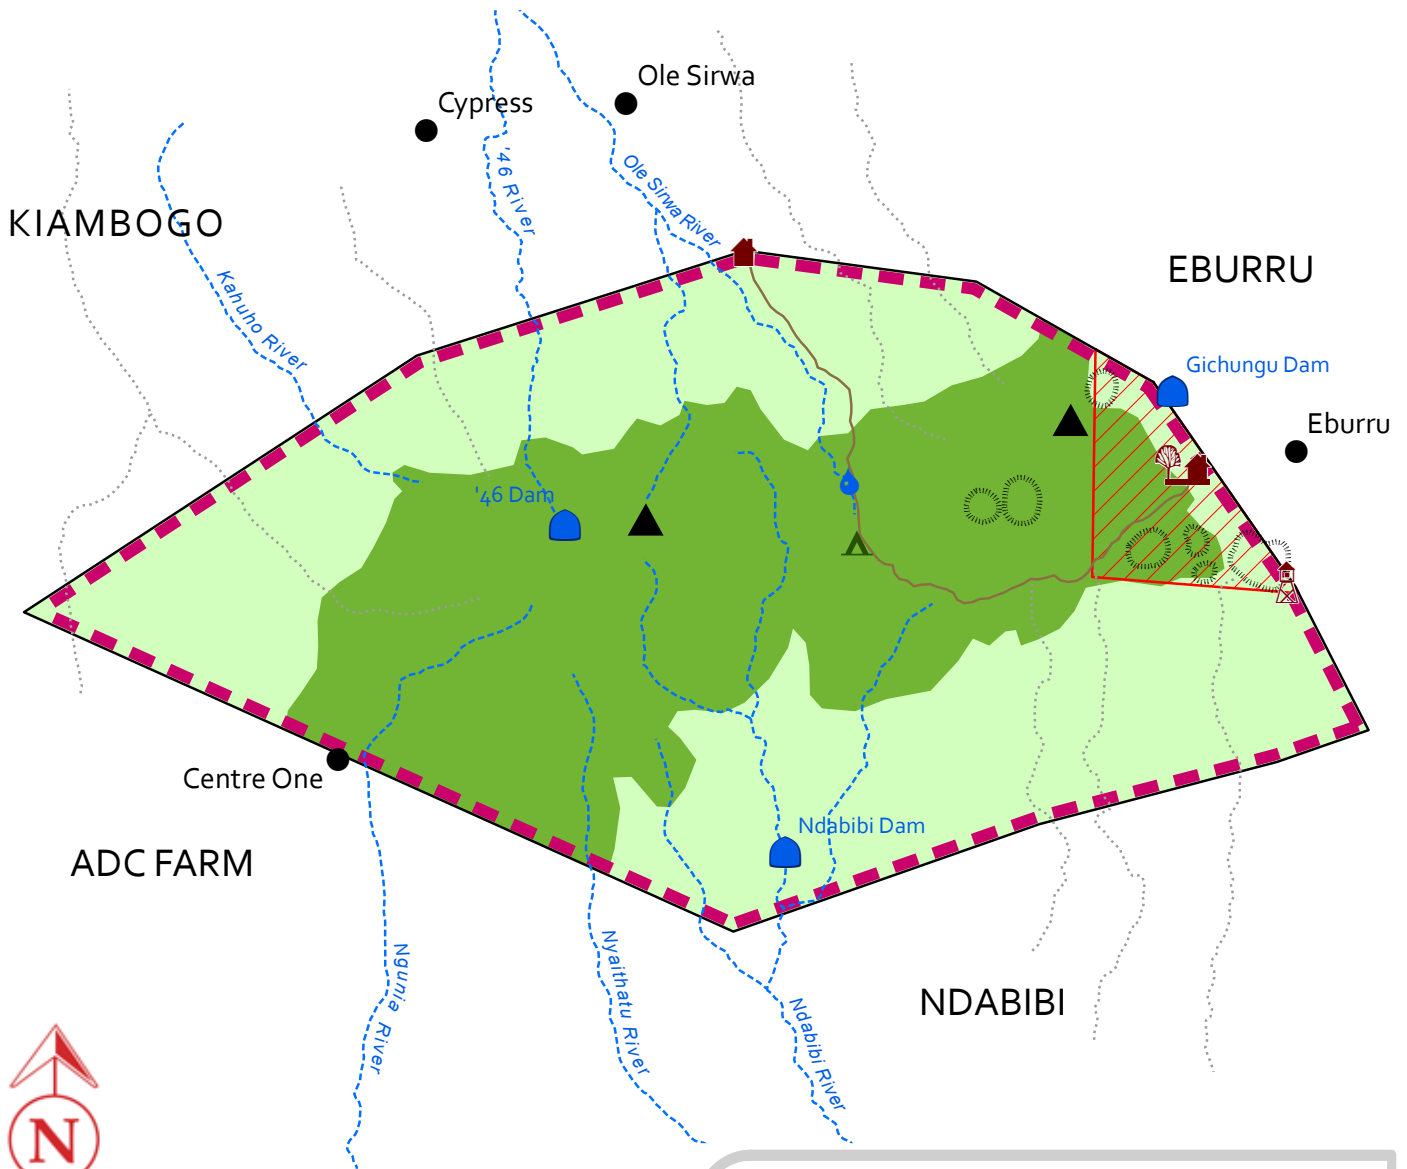 Ole Sirwa
Cypress
'46 River
Ole Sirwa River
KIAMBOGO
Kahuho River
EBURRU
Gichungu Dam
Eburru
'46 Dam
Centre One
Ndabibi Dam
ADC FARM
Ngunia River
Nyaithatu River
Ndabibi River
NDABIBI
N